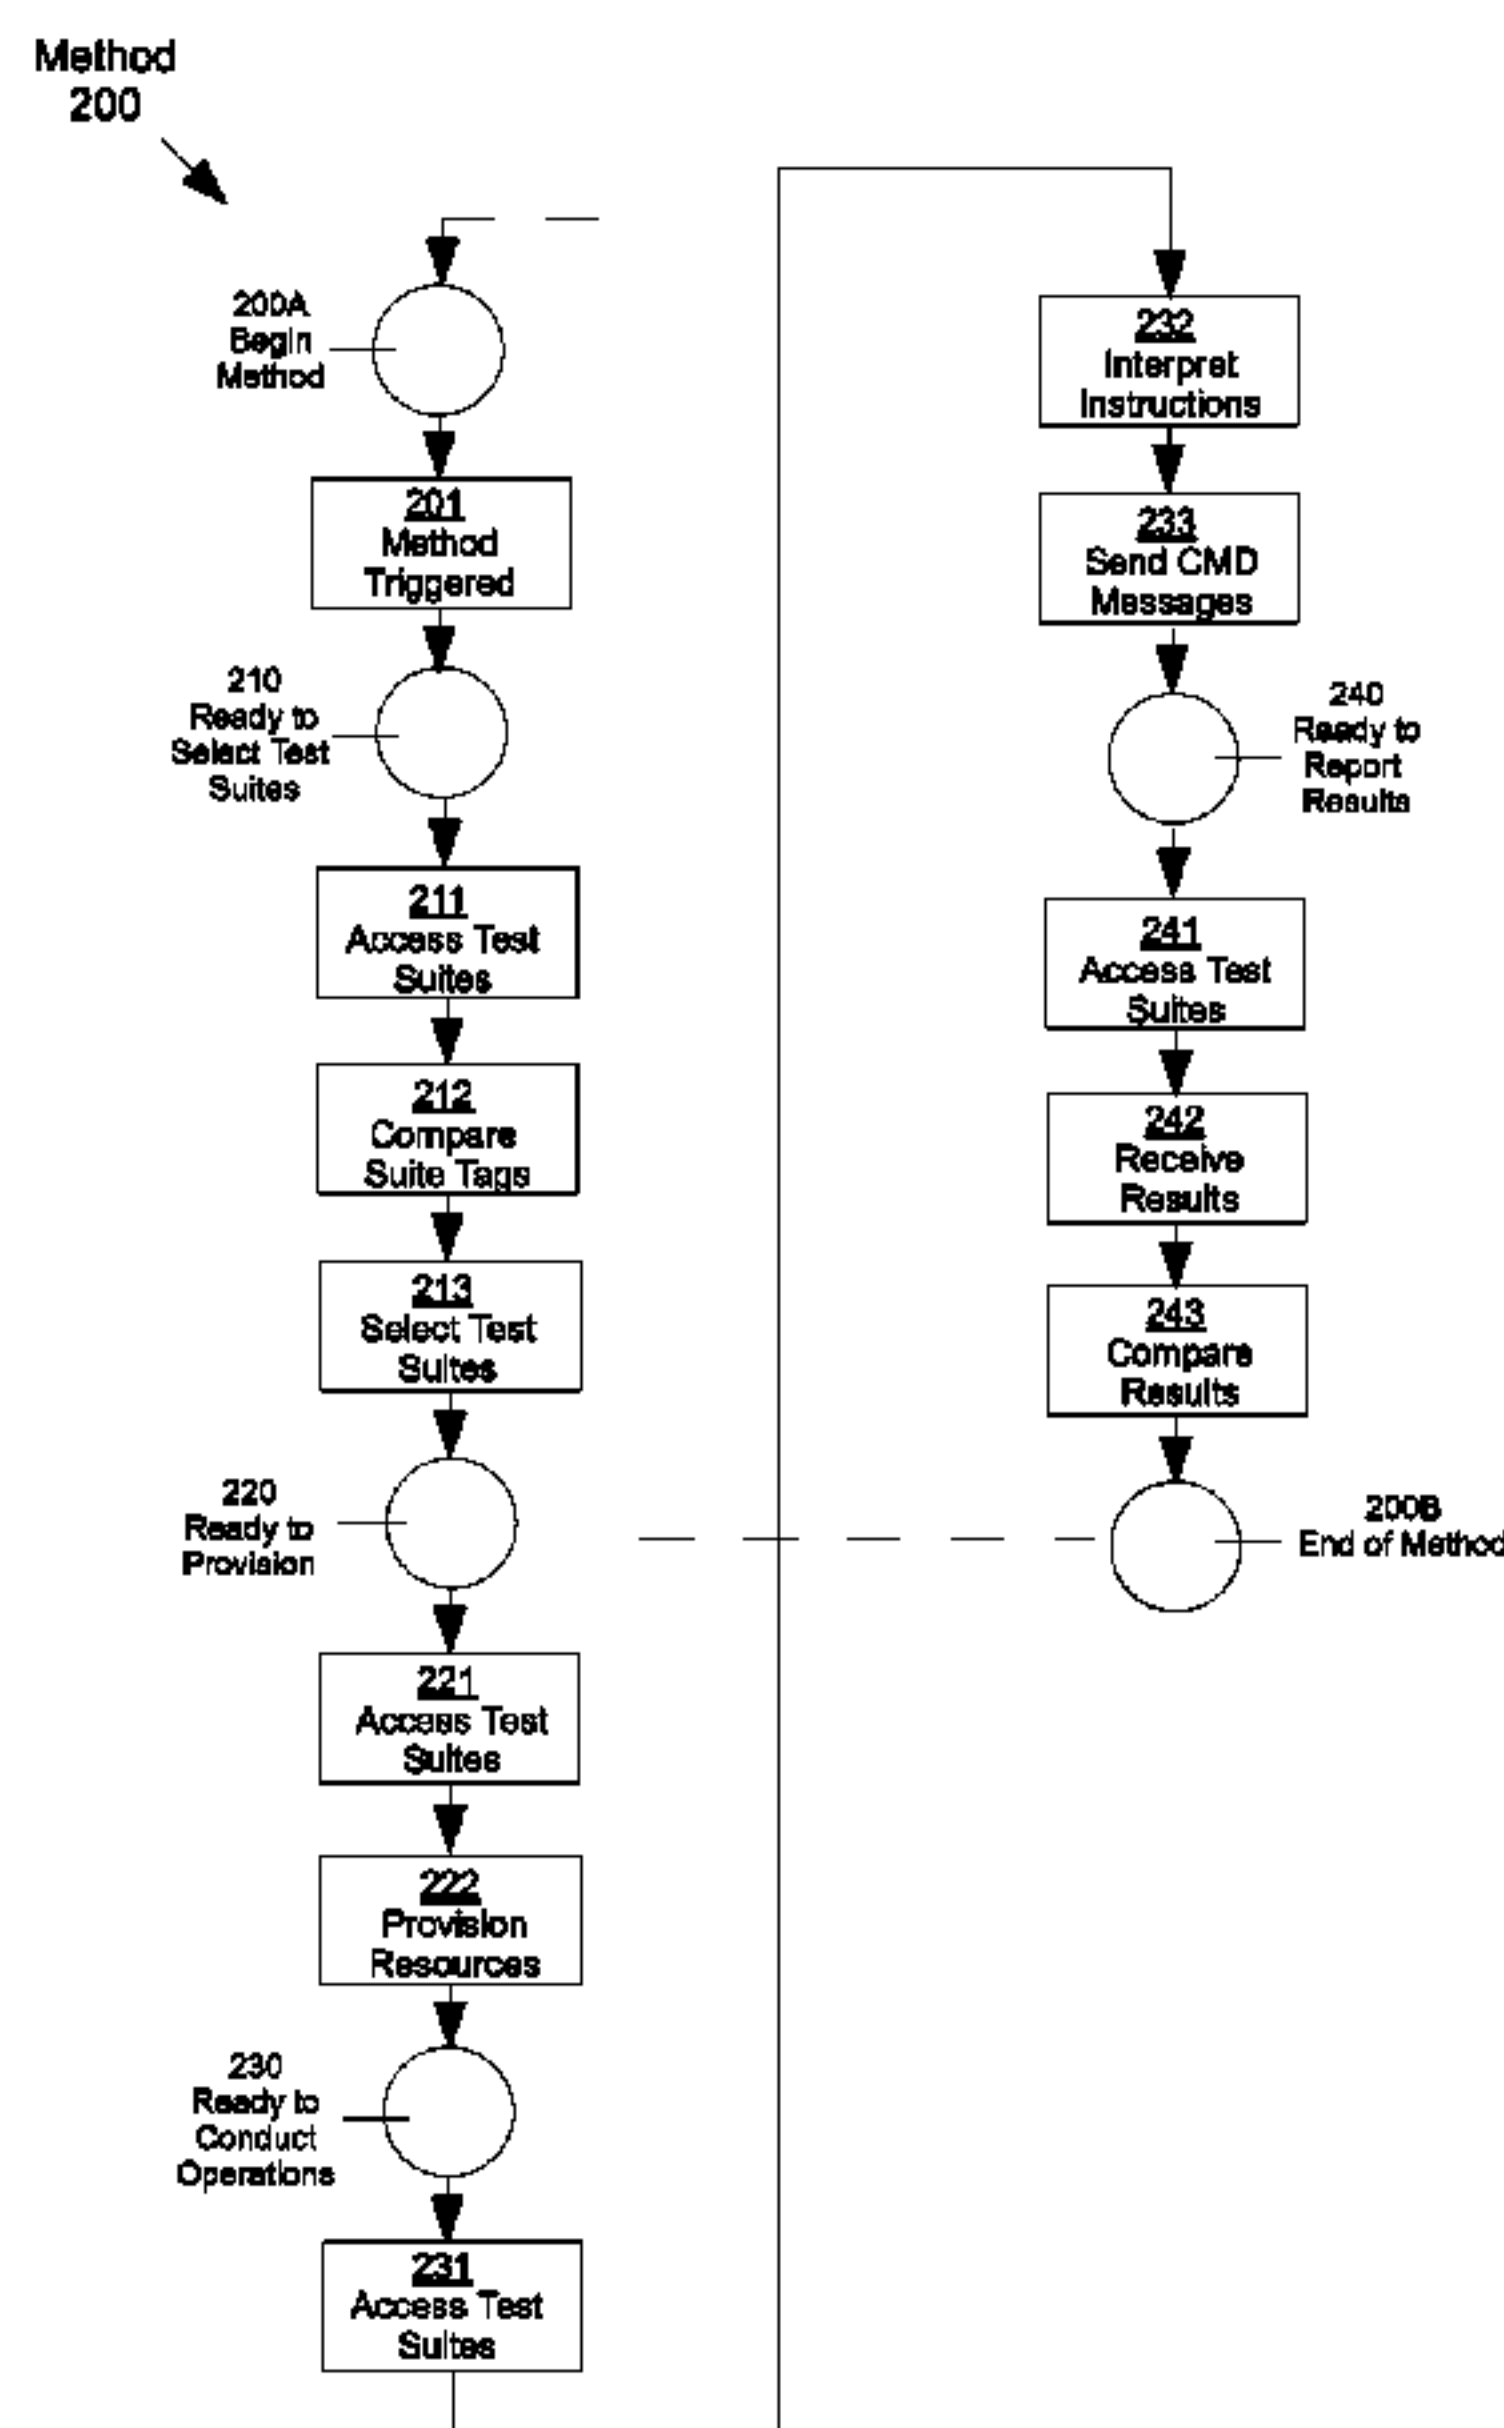 Method
200
200A
Begin
Method
201
Method
Triggered
210
Ready to
Select Test
Suites
211
Access Test
Suites
212
Compare
Suite Tags
213
Select Test
Suites
220
Ready to
Provision
221
Access Test
Suites
222
Provision
Resources
230
Ready to
Conduct
Operations
231
Access Test
Suites
232
Interpret
Instructions
233
Send CMD
Messages
240
Ready to
Report
Results
241
Access Test
Suites
242
Receive
Results
243
Compare
Results
200B
End of Method